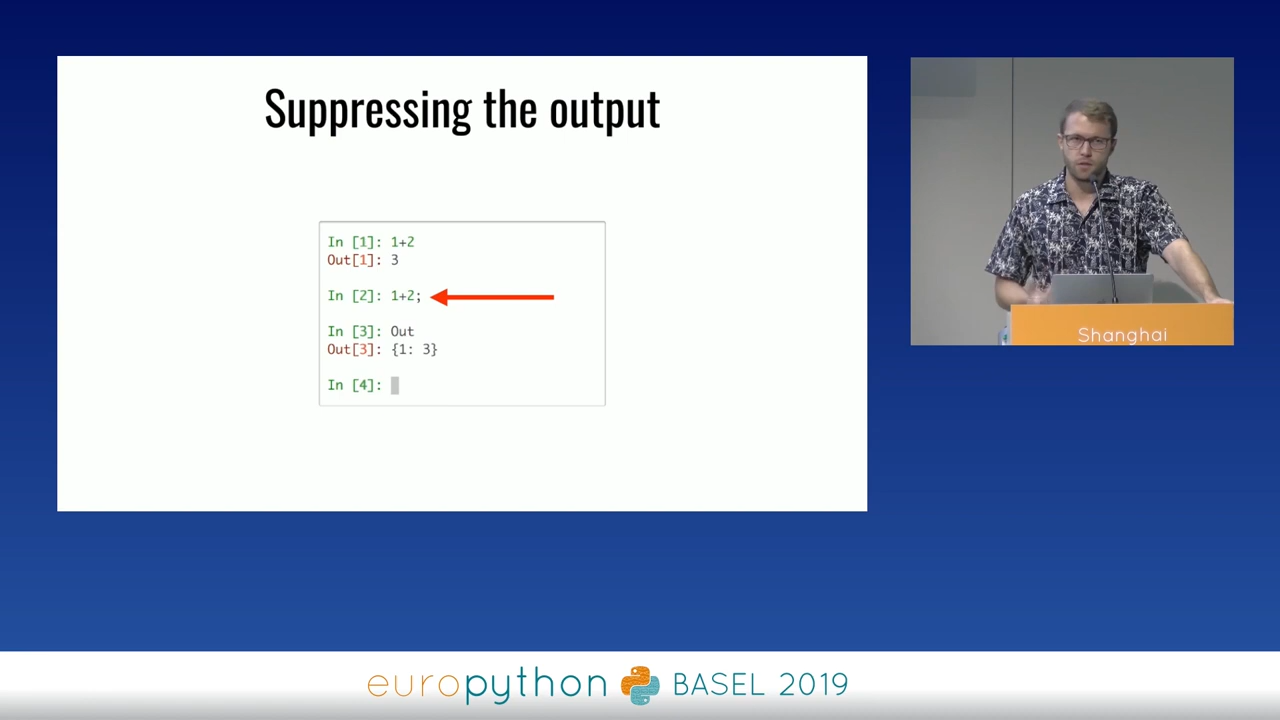 Suppressing the output
In [1]: 1+2
Out[1]: 3
In [2]: 1+2;
In [3]: Out
Out[3]: {1: 3}
In [4]:
Shanghai
europython BASEL 2019